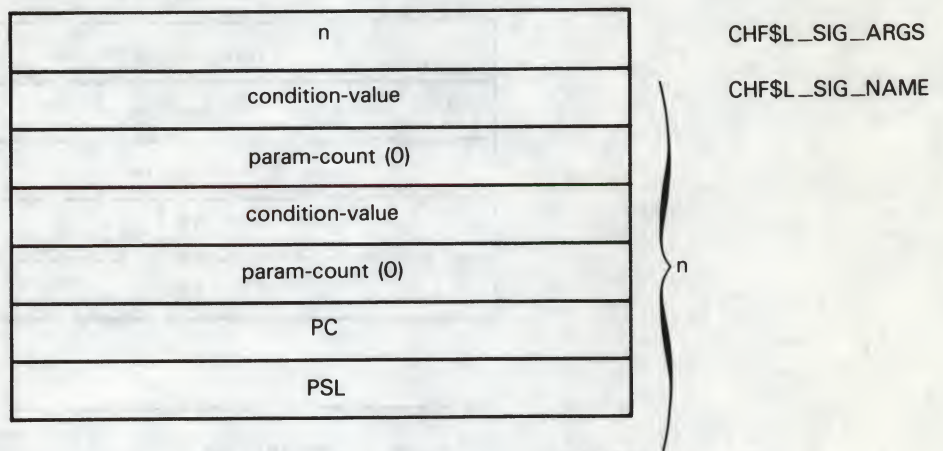 n
CHF$L_SIG_ARGS
condition-value
CHF$L_SIG_NAME
param-count (0)
condition-value
param-count (0)
n
PC
PSL